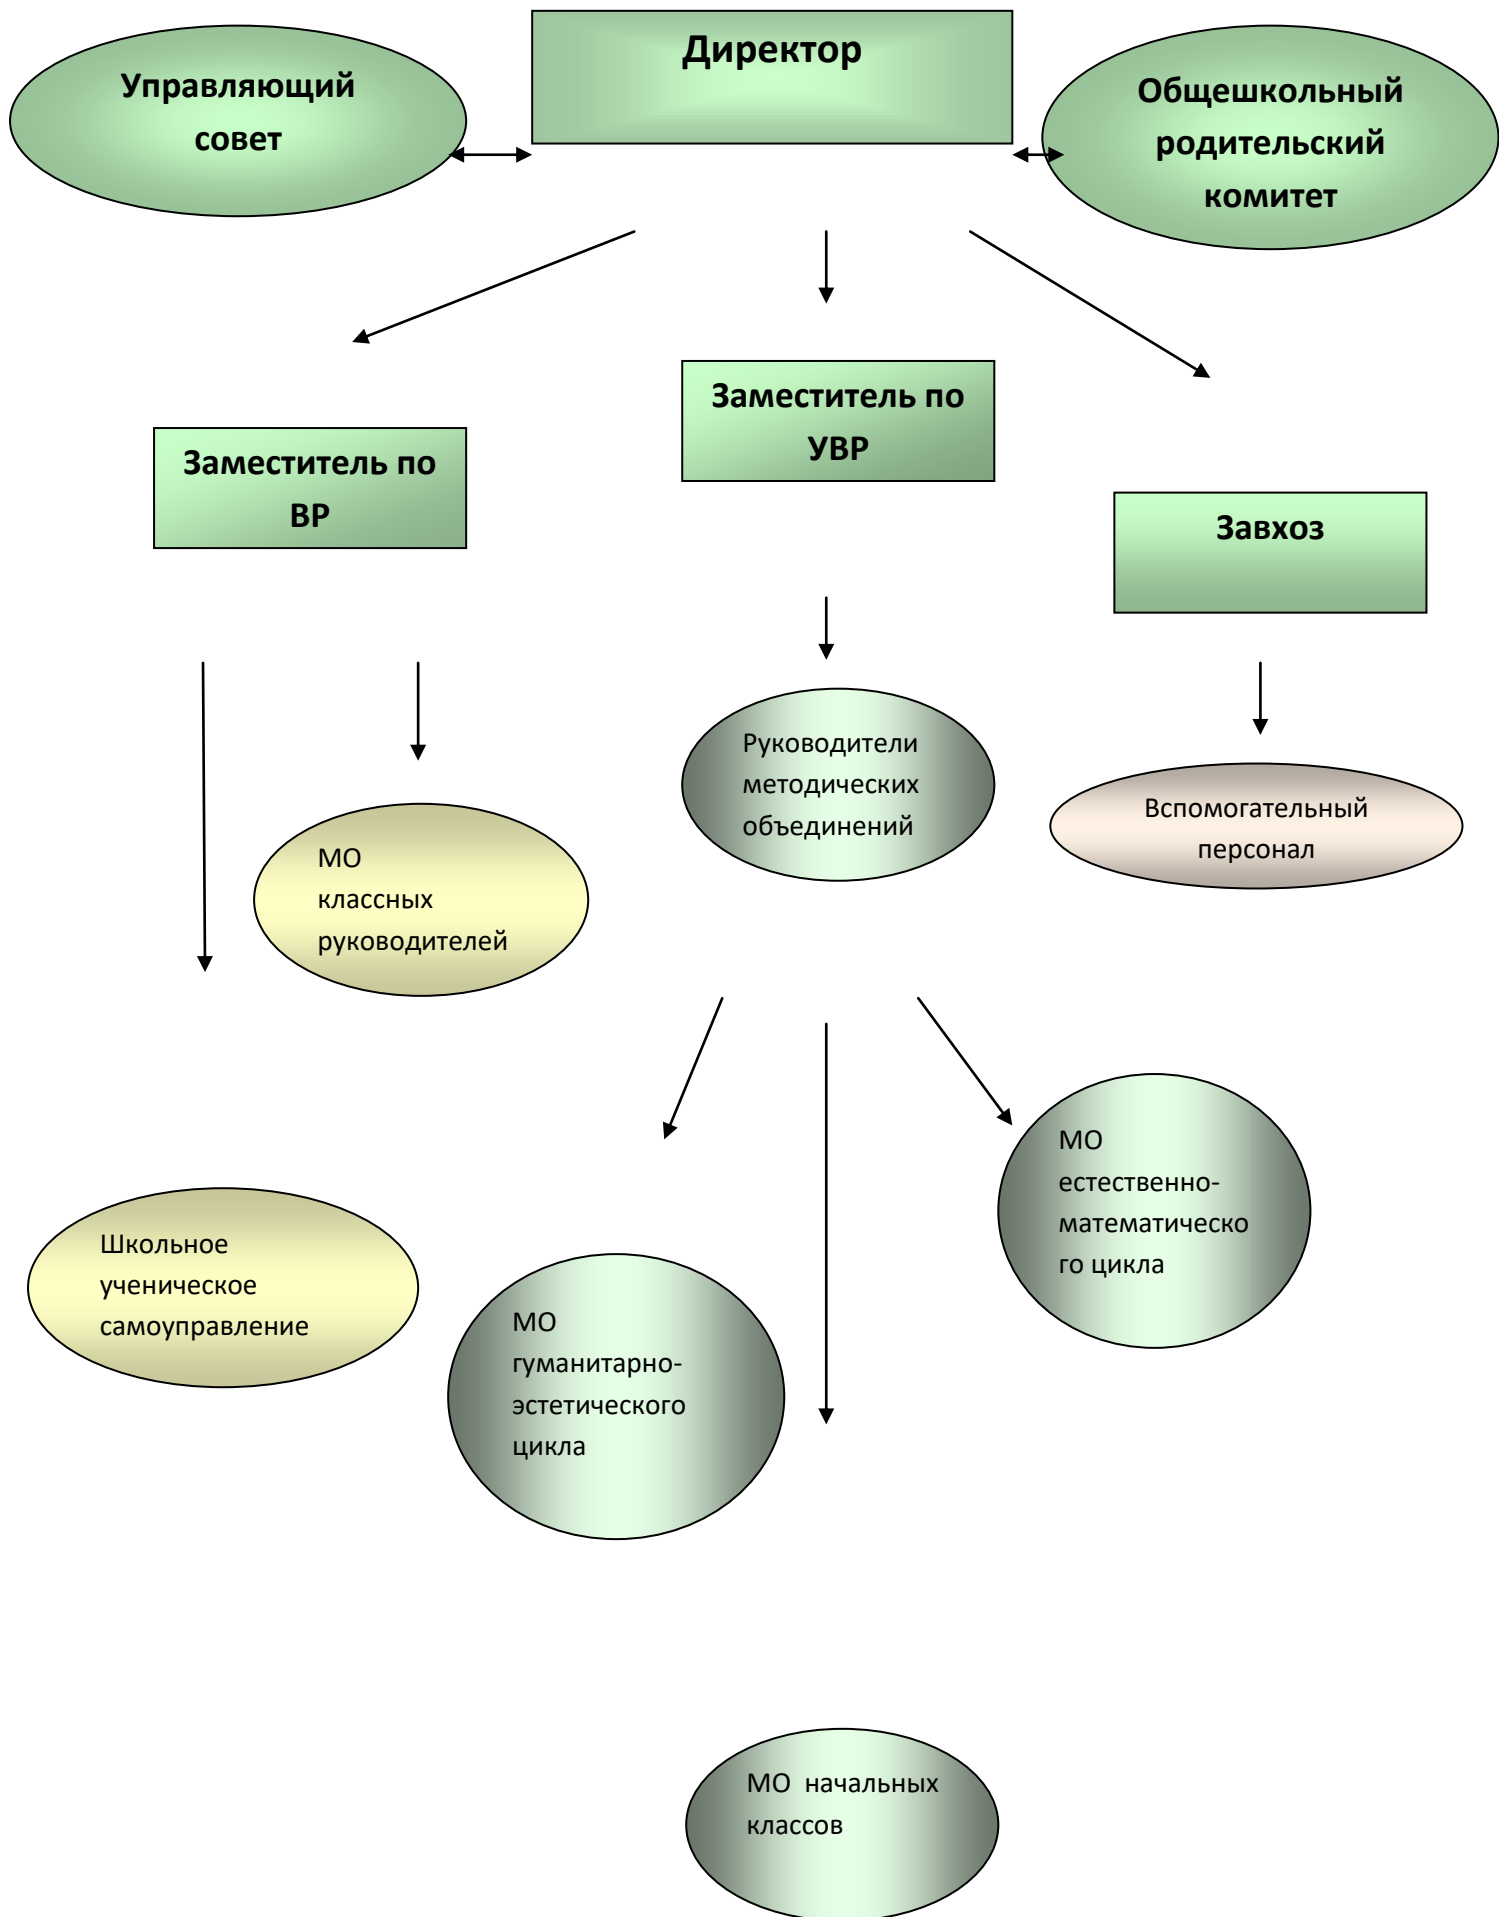 Директор
Управляющий
совет
Общешкольный
родительский
комитет
Заместитель по
УВР
Заместитель по
ВР
Завхоз
Руководители
методических
объединений
Вспомогательный
персонал
МО
классных
руководителей
МО
естественно-
математическо
го цикла
Школьное
ученическое
самоуправление
МО
гуманитарно-
эстетического
цикла
МО  начальных
классов